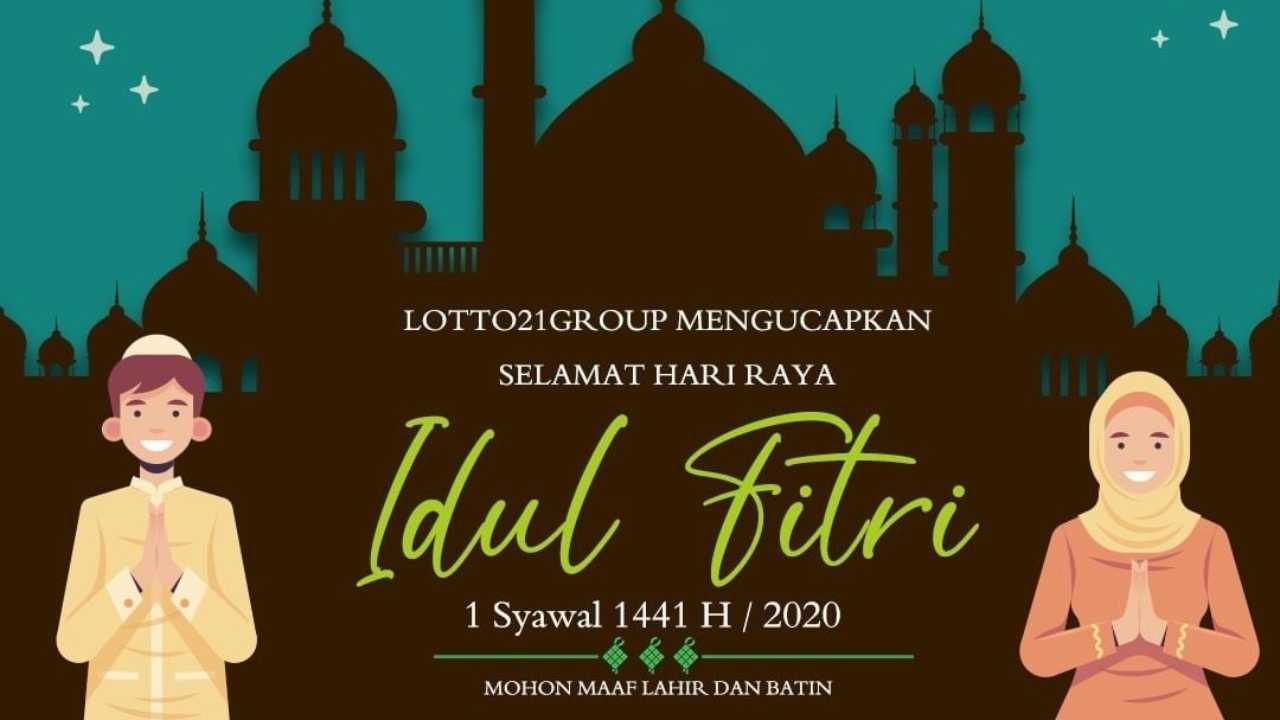 LOTTO21GROUP MENGUCAPKAN
SELAMAT HARI RAYA
Idul Fitri
1 Syawal 1441 H / 2020
MOHON MAAF LAHIR DAN BATIN